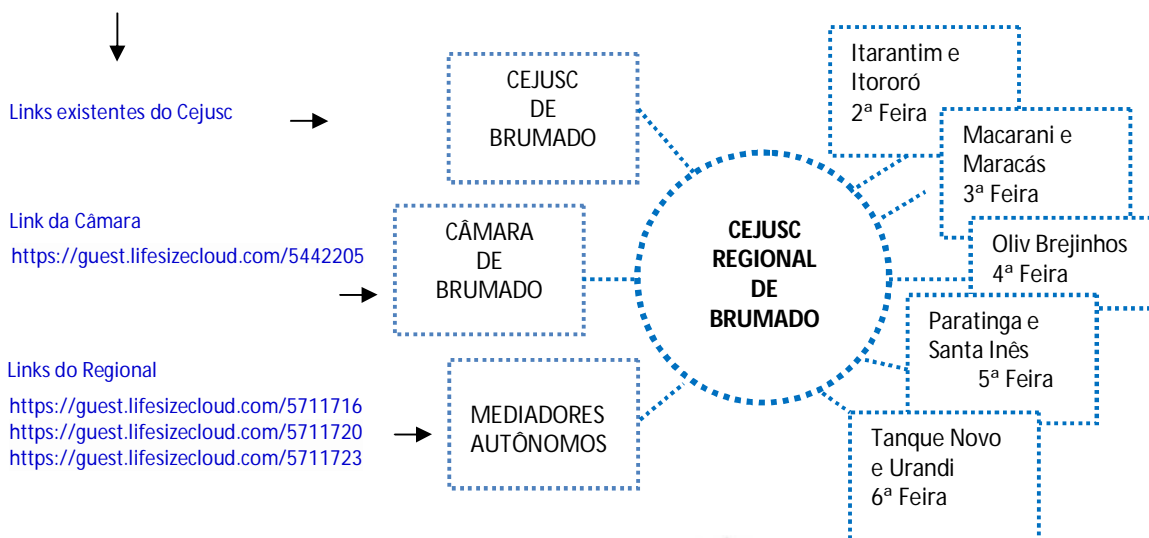 Links existentes do Cejusc
Link da Câmara
https://guest.lifesizecloud.com/5442205
Links do Regional
https://guest.lifesizecloud.com/5711716
https://guest.lifesizecloud.com/5711720
https://guest.lifesizecloud.com/5711723
CEJUSC
DE
BRUMADO
CÂMARA
DE
BRUMADO
MEDIADORES
AUTÔNOMOS
CEJUSC
REGIONAL
DE
BRUMADO
Itarantim e
Itororó
2ª Feira
Macarani e
Maracás
3ª Feira
Oliv Brejinhos
4ª Feira
Paratinga e
Santa Inês
5ª Feira
Tanque Novo
e Urandi
6ª Feira